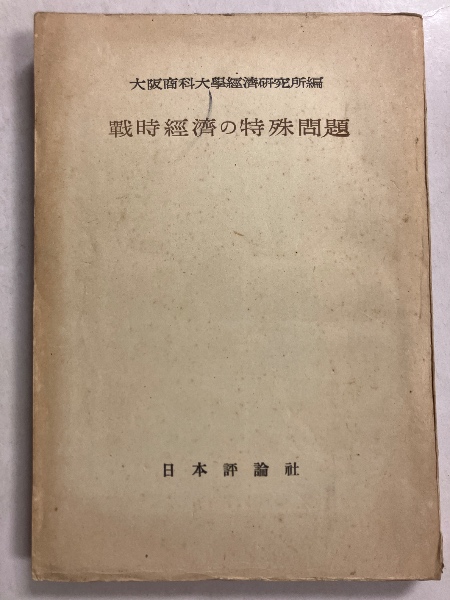 大阪商科大學經濟研究所編
戰時經濟の特殊問題
日本評論社